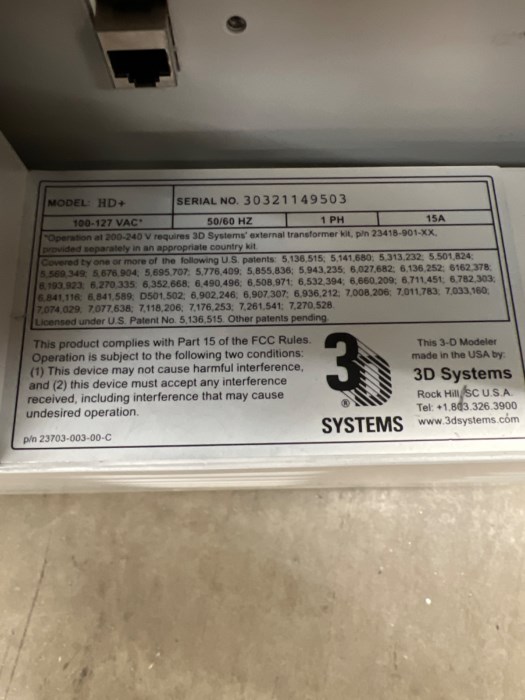 MODEL: HD+
SERIAL NO. 30321149503
100-127 VAC*
50/60 HZ
1 PH
15A
*Operation at 200-240 V requires 3D Systems' external transformer kit, p/n 23418-901-XX,
provided separately in an appropriate country kit.
Covered by one or more of the following U.S. patents: 5,136,515; 5,141,680; 5,313,232; 5,501,824;
5,569,349; 5,676,904; 5,695,707; 5,776,409; 5,855,836; 5,943,235; 6,027,682; 6,136,252; 6162,378;
6,193,923; 6,270,335; 6,352,668; 6,490,496; 6,508,971; 6,532,394; 6,660,209; 6,711,451; 6,782,303;
6,841,116; 6,841,589; D501,502; 6,902,246; 6,907,307; 6,936,212; 7,008,206; 7,011,783; 7,033,160;
7,074,029; 7,077,638; 7,118,206; 7,176,253; 7,261,541; 7,270,528.
Licensed under U.S. Patent No. 5,136,515. Other patents pending.
This product complies with Part 15 of the FCC Rules.
Operation is subject to the following two conditions:
(1) This device may not cause harmful interference,
and (2) this device must accept any interference
received, including interference that may cause
undesired operation.
p/n 23703-003-00-C
3D
®
SYSTEMS
This 3-D Modeler
made in the USA by:
3D Systems
Rock Hill, SC U.S.A.
Tel: +1.803.326.3900
www.3dsystems.com